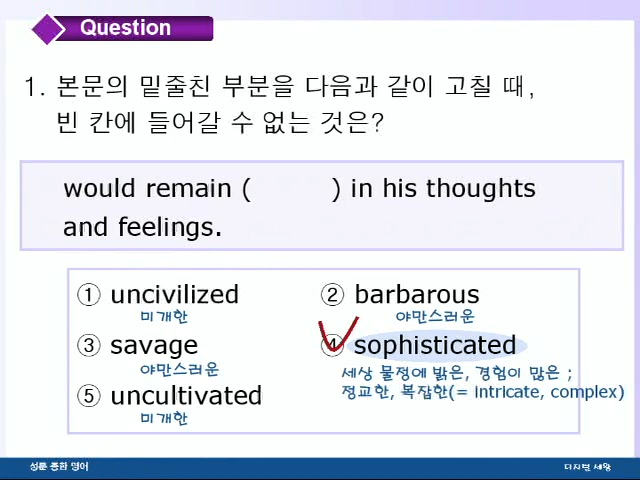 Question
1. 본문의 밑줄친 부분을 다음과 같이 고칠 때,
빈 칸에 들어갈 수 없는 것은?
would remain ( ) in his thoughts
and feelings.
① uncivilized ② barbarous
미개한 야만스러운
③ savage ④ sophisticated
야만스러운 세상 물정에 밝은, 경험이 많은 ;
⑤ uncultivated 정교한, 복잡한(= intricate, complex)
미개한
성문 종합 영어 디지털 세왕